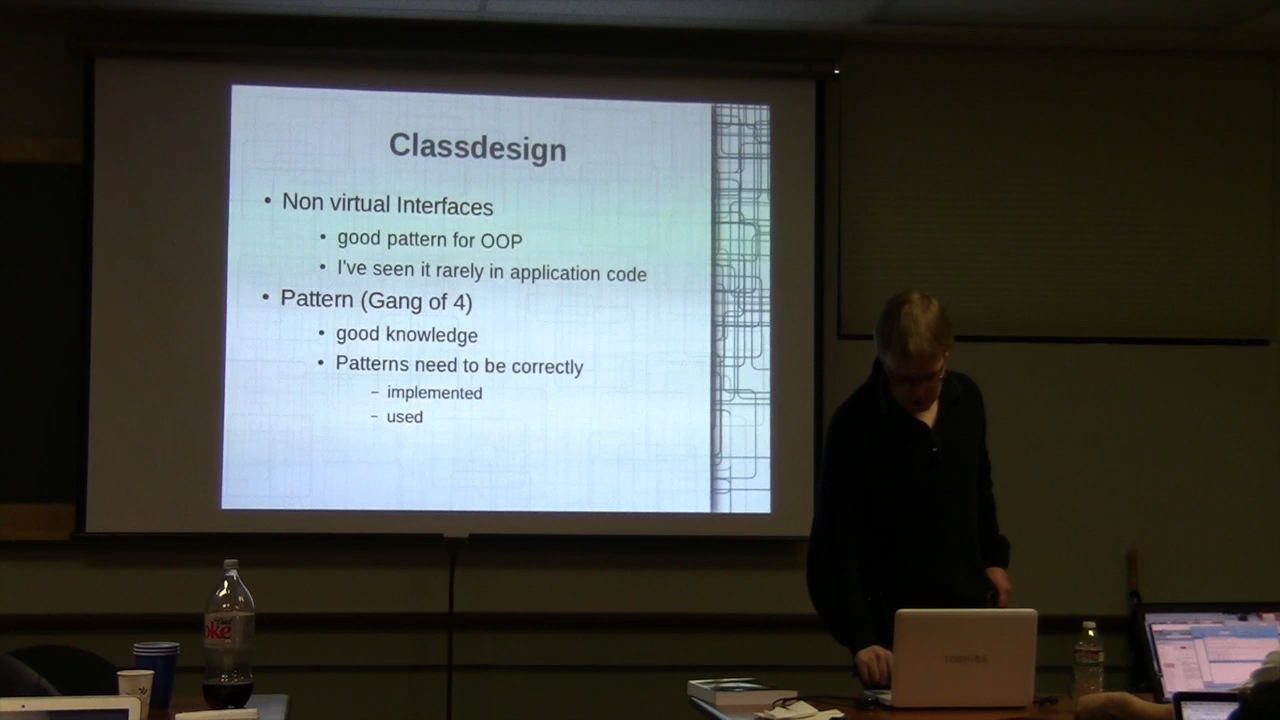 Classdesign
• Non virtual Interfaces
• good pattern for OOP
• I've seen it rarely in application code
• Pattern (Gang of 4)
• good knowledge
• Patterns need to be correctly
– implemented
– used
Diet
oke
TOSHIBA